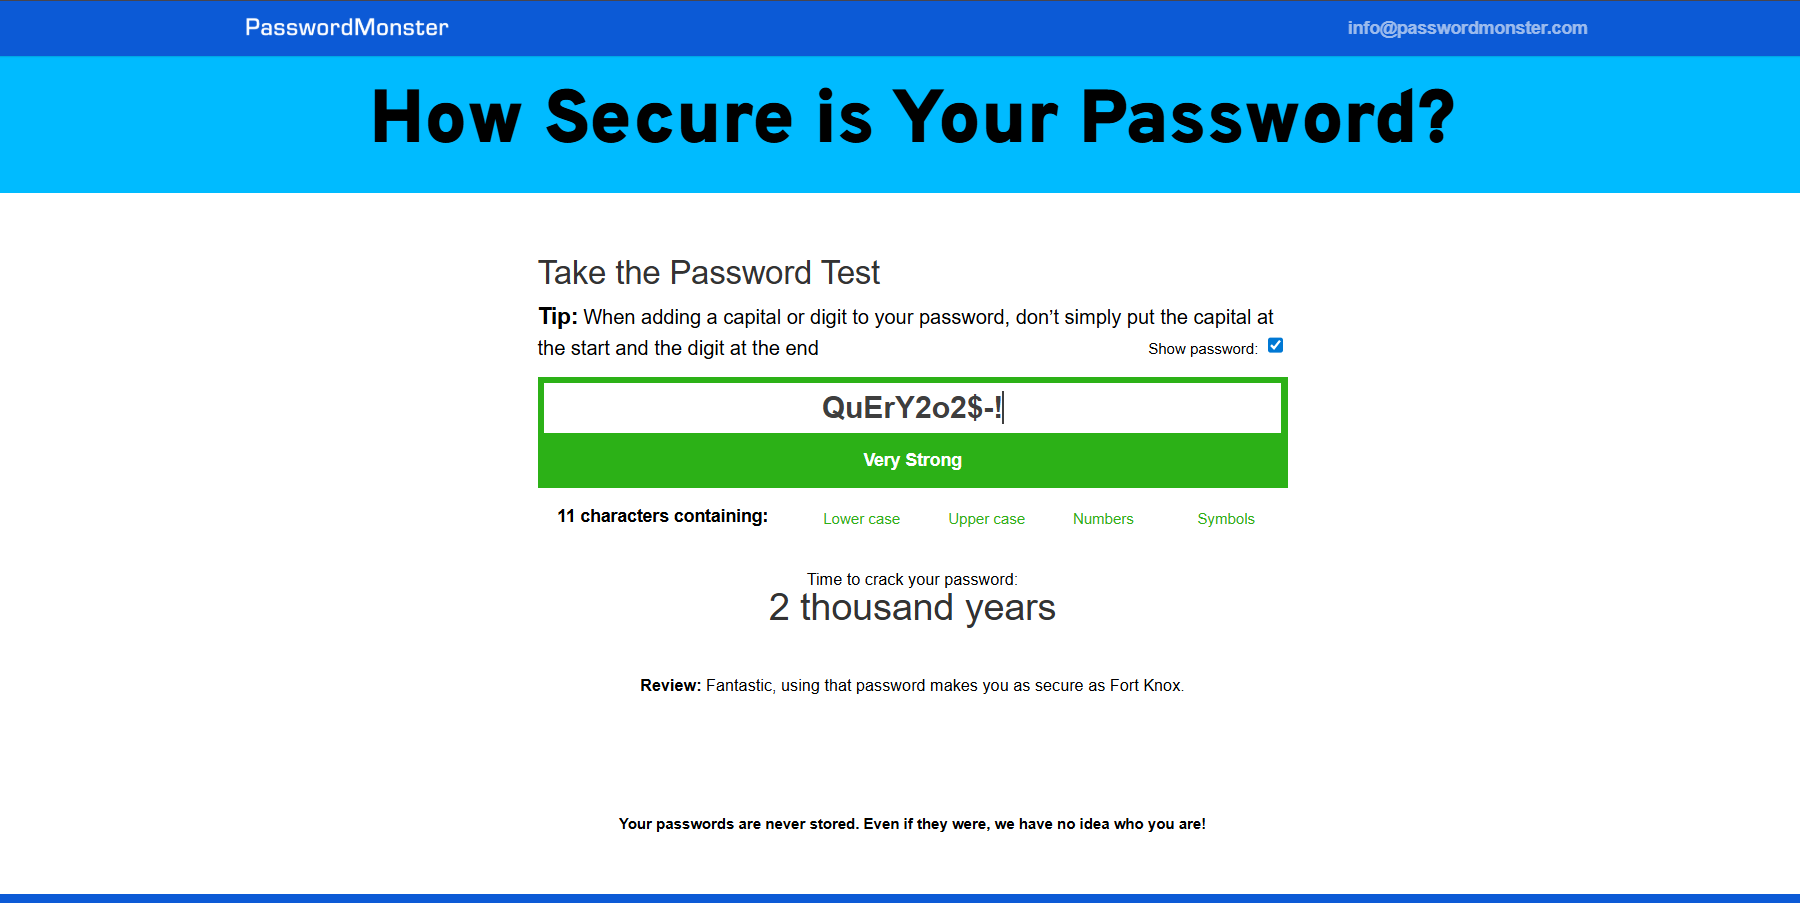 PasswordMonster
info@passwordmonster.com
How Secure is Your Password?
Take the Password Test
Tip: When adding a capital or digit to your password, don’t simply put the capital at
the start and the digit at the end
Show password:
QuErY2o2$-!
Very Strong
11 characters containing:
Lower case
Upper case
Numbers
Symbols
Time to crack your password:
2 thousand years
Review: Fantastic, using that password makes you as secure as Fort Knox.
Your passwords are never stored. Even if they were, we have no idea who you are!